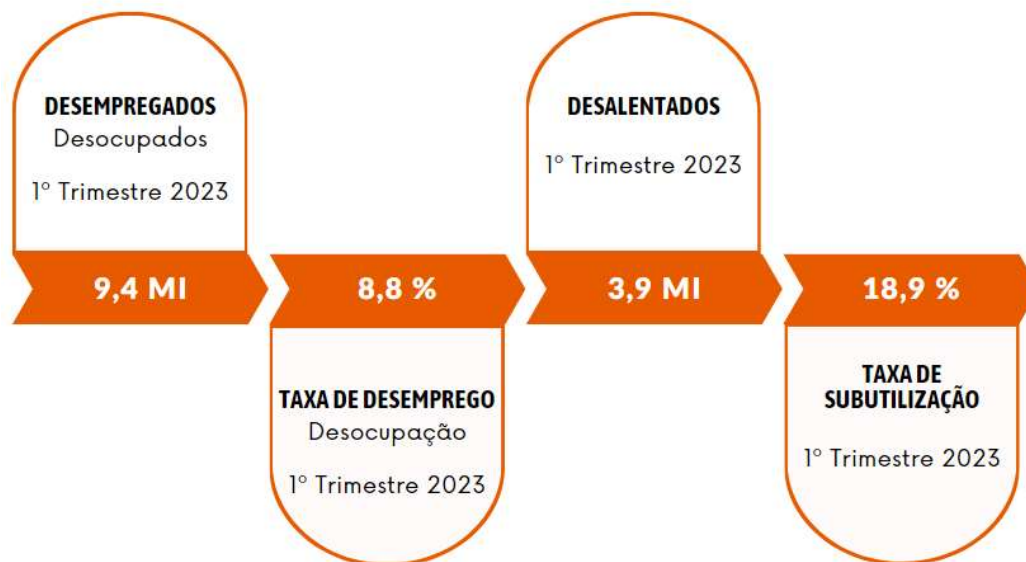 DESEMPREGADOS
Desocupados
1º Trimestre 2023
9,4 MI
8,8 %
TAXA DE DESEMPREGO
Desocupação
1º Trimestre 2023
DESALENTADOS
1º Trimestre 2023
3,9 MI
18,9 %
TAXA DE
SUBUTILIZAÇÃO
1º Trimestre 2023